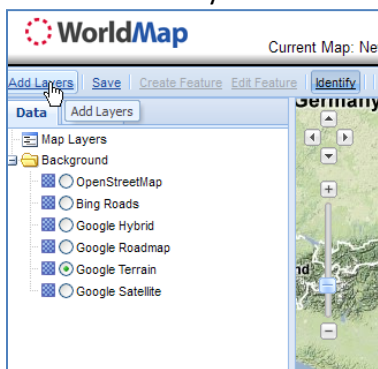 WorldMap
Current Map: Ne
Add Layers Save Create Feature Edit Feature Identify
Data Add Layers
Germany
Map Layers
Background
OpenStreetMap
Bing Roads
Google Hybrid
Google Roadmap
Google Terrain
Google Satellite
nd